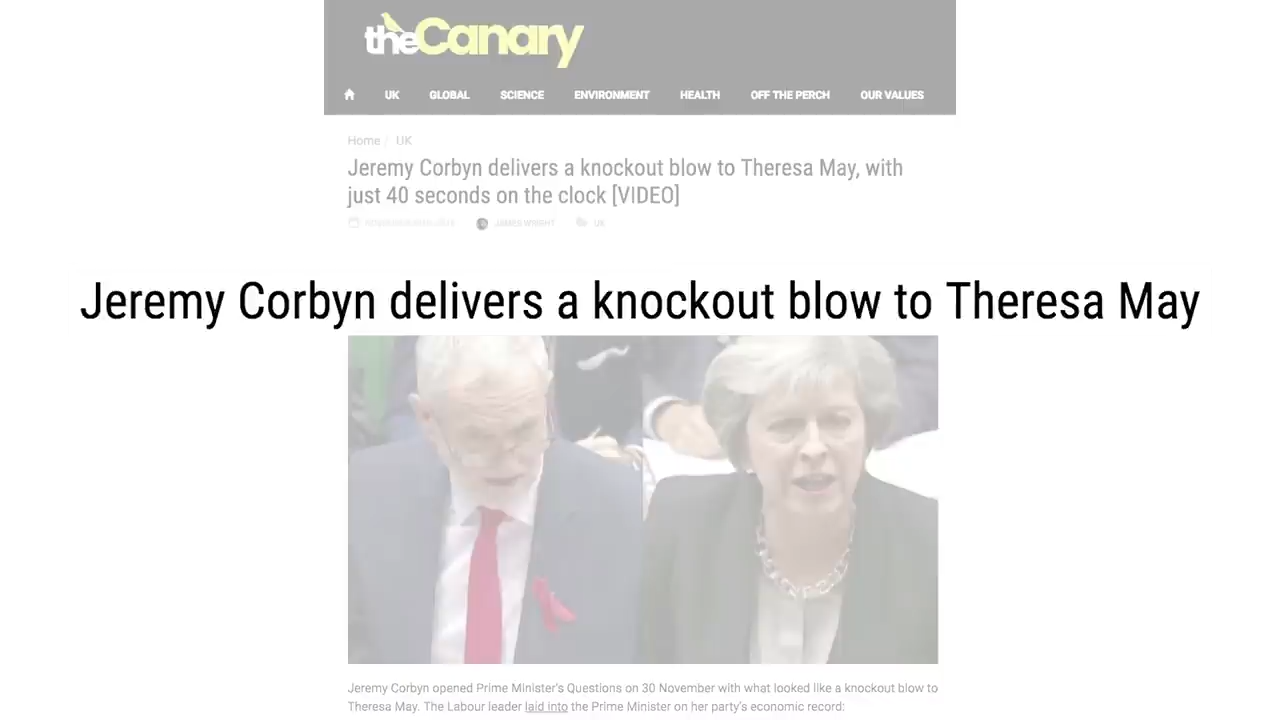 theCanary
UK GLOBAL SCIENCE ENVIRONMENT HEALTH OFF THE PERCH OUR VALUES
Home / UK
Jeremy Corbyn delivers a knockout blow to Theresa May, with
just 40 seconds on the clock [VIDEO]
JAMES WRIGHT UK
Jeremy Corbyn delivers a knockout blow to Theresa May
Jeremy Corbyn opened Prime Minister's Questions on 30 November with what looked like a knockout blow to
Theresa May. The Labour leader laid into the Prime Minister on her party's economic record: